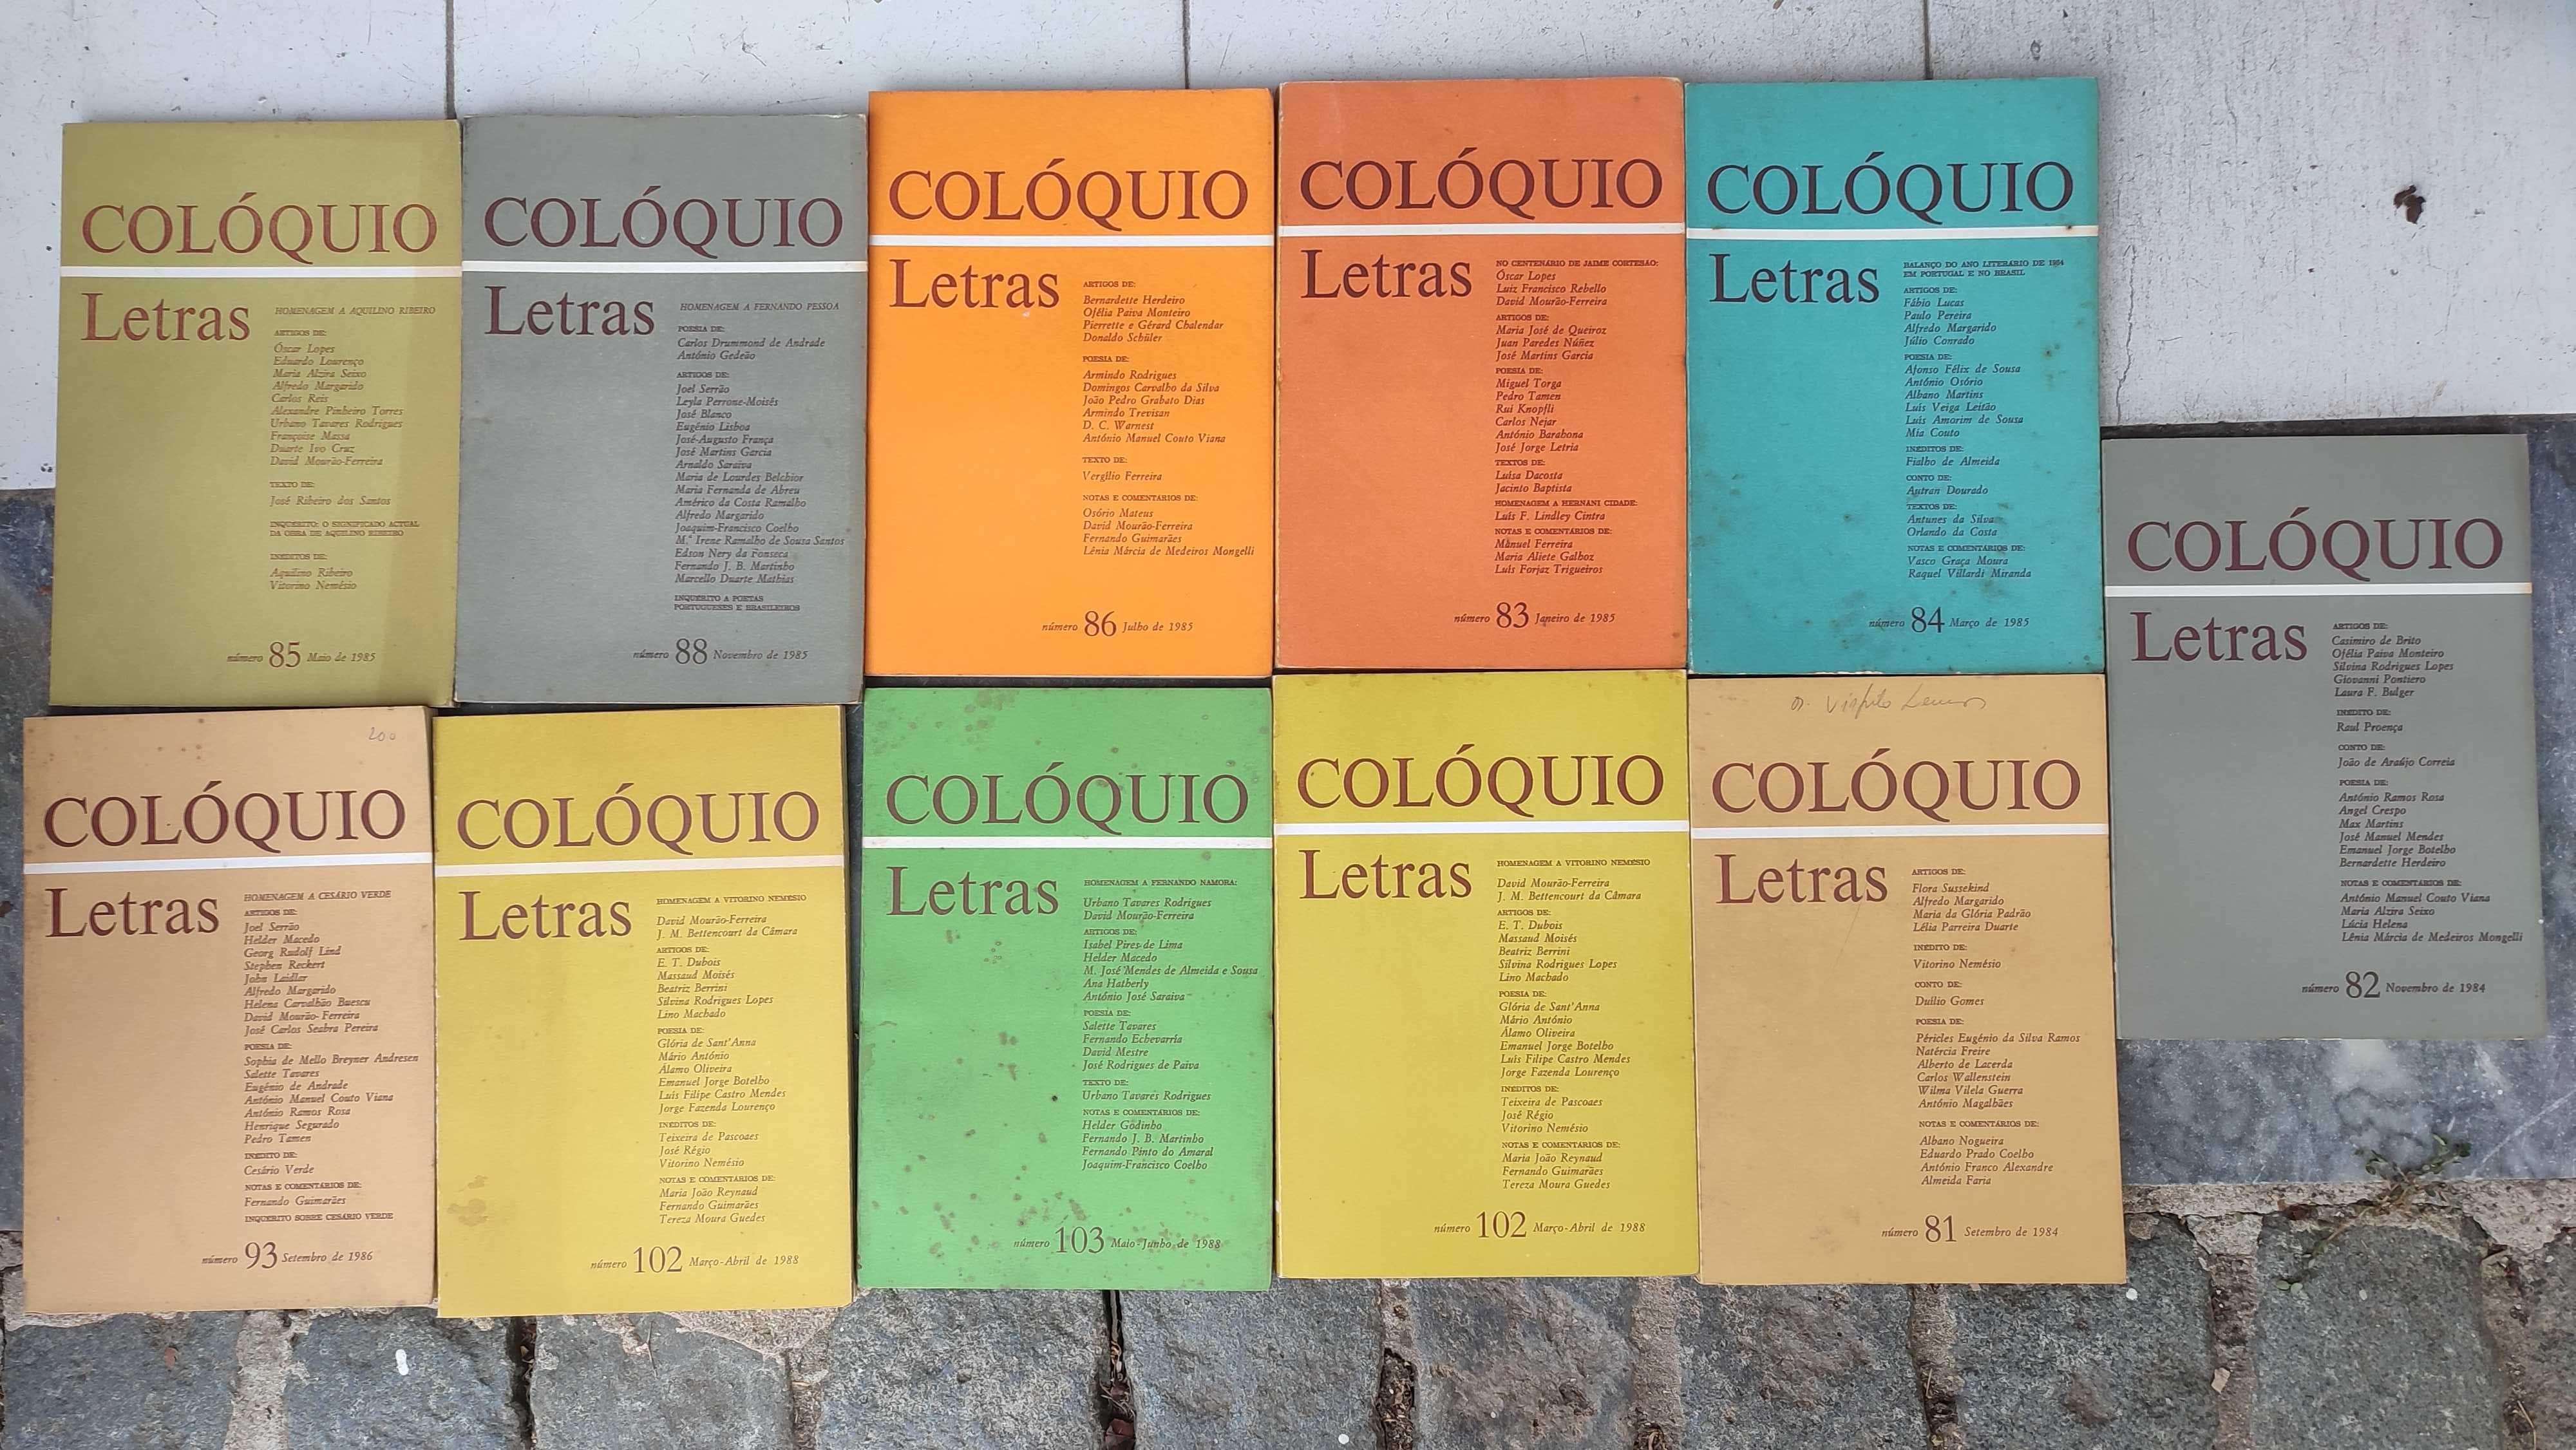 COLÓQUIO
Letras
HOMENAGEM A AQUILINO RIBEIRO
ARTIGOS DE:
Óscar Lopes
Eduardo Lourenço
Maria Alzira Seixo
Alfredo Margarido
Carlos Reis
Alexandre Pinheiro Torres
Urbano Tavares Rodrigues
Françoise Massa
Duarte Ivo Cruz
David Mourão-Ferreira
TEXTO DE:
José Ribeiro dos Santos
INQUÉRITO: O SIGNIFICADO ACTUAL
DA OBRA DE AQUILINO RIBEIRO
INÉDITOS DE:
Aquilino Ribeiro
Vitorino Nemésio
número 85 Maio de 1985
COLÓQUIO
Letras
HOMENAGEM A FERNANDO PESSOA
POESIA DE:
Carlos Drummond de Andrade
António Gedeão
ARTIGOS DE:
Joel Serrão
Leyla Perrone-Moisés
José Blanco
Eugénio Lisboa
José-Augusto França
José Martins Garcia
Arnaldo Saraiva
Maria de Lourdes Belchior
Maria Fernanda de Abreu
Américo da Costa Ramalho
Alfredo Margarido
Joaquim-Francisco Coelho
M.ª Irene Ramalho de Sousa Santos
Edson Nery da Fonseca
Fernando J. B. Martinho
Marcello Duarte Mathias
INQUÉRITO A POETAS
PORTUGUESES E BRASILEIROS
número 88 Novembro de 1985
COLÓQUIO
Letras
ARTIGOS DE:
Bernardette Herdeiro
Ofélia Paiva Monteiro
Pierrette e Gérard Chalendar
Donaldo Schüler
POESIA DE:
Armindo Rodrigues
Domingos Carvalho da Silva
João Pedro Grabato Dias
Armindo Trevisan
D. C. Warnest
António Manuel Couto Viana
TEXTO DE:
Vergílio Ferreira
NOTAS E COMENTÁRIOS DE:
Osório Mateus
David Mourão-Ferreira
Fernando Guimarães
Lênia Márcia de Medeiros Mongelli
número 86 Julho de 1985
COLÓQUIO
Letras
NO CENTENÁRIO DE JAIME CORTESÃO:
Óscar Lopes
Luiz Francisco Rebello
David Mourão-Ferreira
ARTIGOS DE:
Maria José de Queiroz
Juan Paredes Núñez
José Martins Garcia
POESIA DE:
Miguel Torga
Pedro Tamen
Rui Knopfli
Carlos Nejar
António Barahona
José Jorge Letria
TEXTOS DE:
Luísa Dacosta
Jacinto Baptista
HOMENAGEM A HERNANI CIDADE:
Luís F. Lindley Cintra
NOTAS E COMENTÁRIOS DE:
Manuel Ferreira
Maria Aliete Galhoz
Luís Forjaz Trigueiros
número 83 Janeiro de 1985
COLÓQUIO
Letras
BALANÇO DO ANO LITERÁRIO DE 1984
EM PORTUGAL E NO BRASIL
ARTIGOS DE:
Fábio Lucas
Paulo Pereira
Alfredo Margarido
Júlio Conrado
POESIA DE:
Afonso Félix de Sousa
António Osório
Albano Martins
Luís Veiga Leitão
Luís Amorim de Sousa
Mia Couto
INÉDITOS DE:
Fialho de Almeida
CONTO DE:
Autran Dourado
TEXTOS DE:
Antunes da Silva
Orlando da Costa
NOTAS E COMENTÁRIOS DE:
Vasco Graça Moura
Raquel Villardi Miranda
número 84 Março de 1985
COLÓQUIO
Letras
ARTIGOS DE:
Casimiro de Brito
Ofélia Paiva Monteiro
Silvina Rodrigues Lopes
Giovanni Pontiero
Laura F. Bulger
INÉDITO DE:
Raul Proença
CONTO DE:
João de Araújo Correia
POESIA DE:
António Ramos Rosa
Angel Crespo
Max Martins
José Manuel Mendes
Emanuel Jorge Botelho
Bernardette Herdeiro
NOTAS E COMENTÁRIOS DE:
António Manuel Couto Viana
Maria Alzira Seixo
Lúcia Helena
Lênia Márcia de Medeiros Mongelli
número 82 Novembro de 1984
200
COLÓQUIO
Letras
HOMENAGEM A CESÁRIO VERDE
ARTIGOS DE:
Joel Serrão
Helder Macedo
Georg Rudolf Lind
Stephen Reckert
John Laidlar
Alfredo Margarido
Helena Carvalhão Buescu
David Mourão-Ferreira
José Carlos Seabra Pereira
POESIA DE:
Sophia de Mello Breyner Andresen
Salette Tavares
Eugénio de Andrade
António Manuel Couto Viana
António Ramos Rosa
Henrique Segurado
Pedro Tamen
INÉDITO DE:
Cesário Verde
NOTAS E COMENTÁRIOS DE:
Fernando Guimarães
INQUÉRITO SOBRE CESÁRIO VERDE
número 93 Setembro de 1986
COLÓQUIO
Letras
HOMENAGEM A VITORINO NEMÉSIO
David Mourão-Ferreira
J. M. Bettencourt da Câmara
ARTIGOS DE:
E. T. Dubois
Massaud Moisés
Beatriz Berrini
Silvina Rodrigues Lopes
Lino Machado
POESIA DE:
Glória de Sant'Anna
Mário António
Álamo Oliveira
Emanuel Jorge Botelho
Luís Filipe Castro Mendes
Jorge Fazenda Lourenço
INÉDITOS DE:
Teixeira de Pascoaes
José Régio
Vitorino Nemésio
NOTAS E COMENTÁRIOS DE:
Maria João Reynaud
Fernando Guimarães
Tereza Moura Guedes
número 102 Março-Abril de 1988
COLÓQUIO
Letras
HOMENAGEM A FERNANDO NAMORA:
Urbano Tavares Rodrigues
David Mourão-Ferreira
ARTIGOS DE:
Isabel Pires de Lima
Helder Macedo
M. José Mendes de Almeida e Sousa
Ana Hatherly
António José Saraiva
POESIA DE:
Salette Tavares
Fernando Echevarría
David Mestre
José Rodrigues de Paiva
TEXTO DE:
Urbano Tavares Rodrigues
NOTAS E COMENTÁRIOS DE:
Helder Godinho
Fernando J. B. Martinho
Fernando Pinto do Amaral
Joaquim-Francisco Coelho
número 103 Maio-Junho de 1988
COLÓQUIO
Letras
HOMENAGEM A VITORINO NEMÉSIO
David Mourão-Ferreira
J. M. Bettencourt da Câmara
ARTIGOS DE:
E. T. Dubois
Massaud Moisés
Beatriz Berrini
Silvina Rodrigues Lopes
Lino Machado
POESIA DE:
Glória de Sant'Anna
Mário António
Álamo Oliveira
Emanuel Jorge Botelho
Luís Filipe Castro Mendes
Jorge Fazenda Lourenço
INÉDITOS DE:
Teixeira de Pascoaes
José Régio
Vitorino Nemésio
NOTAS E COMENTÁRIOS DE:
Maria João Reynaud
Fernando Guimarães
Tereza Moura Guedes
número 102 Março-Abril de 1988
COLÓQUIO
Letras
ARTIGOS DE:
Flora Sussekind
Alfredo Margarido
Maria da Glória Padrão
Lélia Parreira Duarte
INÉDITO DE:
Vitorino Nemésio
CONTO DE:
Duílio Gomes
POESIA DE:
Péricles Eugénio da Silva Ramos
Natércia Freire
Alberto de Lacerda
Carlos Wallenstein
Wilma Vilela Guerra
António Magalhães
NOTAS E COMENTÁRIOS DE:
Albano Nogueira
Eduardo Prado Coelho
António Franco Alexandre
Almeida Faria
número 81 Setembro de 1984